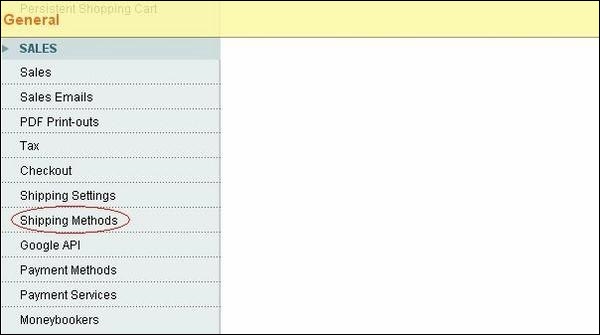 Persistent Shopping Cart
General
SALES
Sales
Sales Emails
PDF Print-outs
Tax
Checkout
Shipping Settings
Shipping Methods
Google API
Payment Methods
Payment Services
Moneybookers